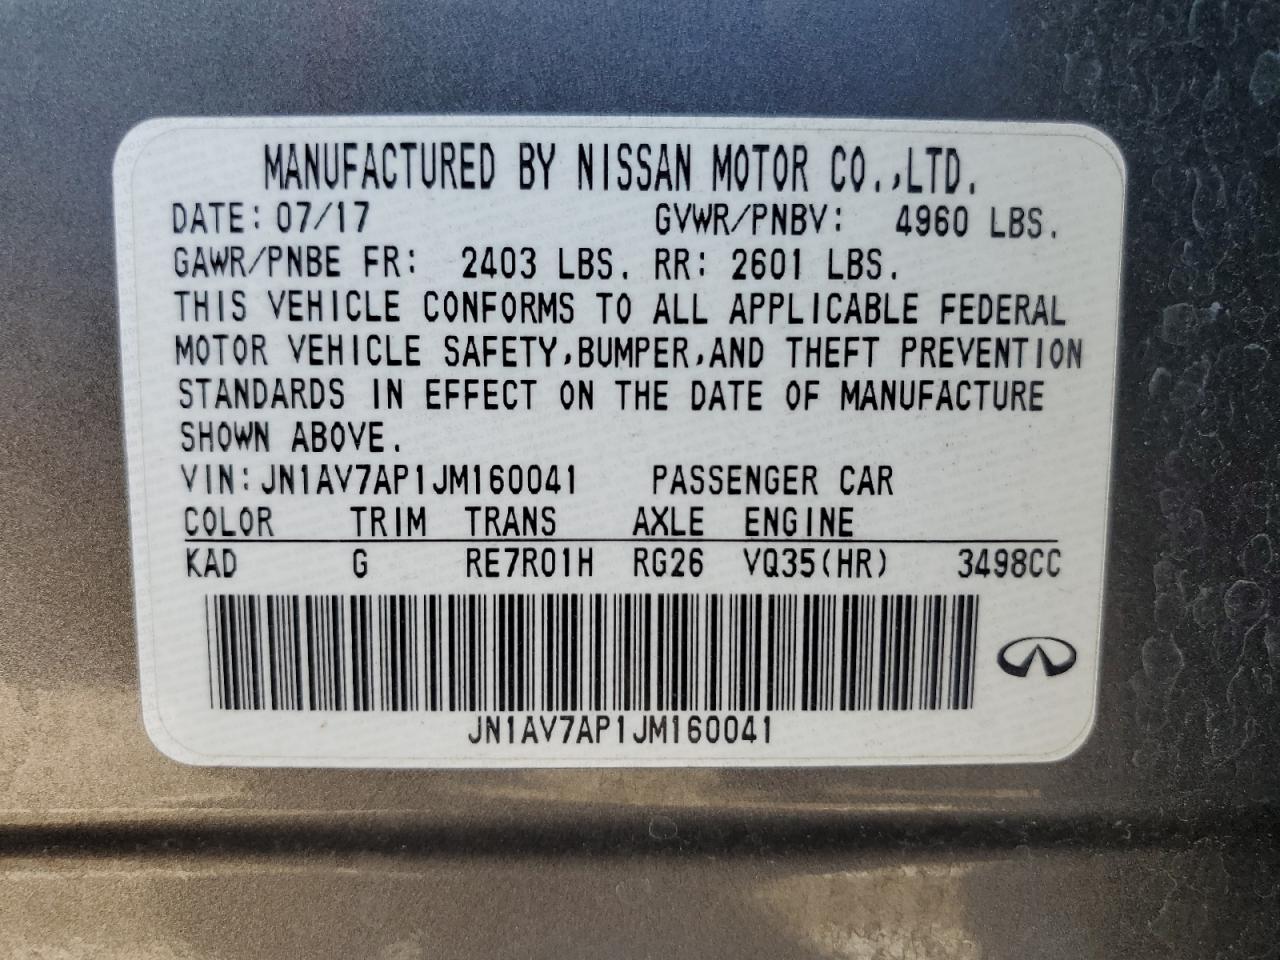 MANUFACTURED BY NISSAN MOTOR CO.,LTD.
DATE: 07/17 GVWR/PNBV: 4960 LBS.
GAWR/PNBE FR: 2403 LBS. RR: 2601 LBS.
THIS VEHICLE CONFORMS TO ALL APPLICABLE FEDERAL
MOTOR VEHICLE SAFETY,BUMPER,AND THEFT PREVENTION
STANDARDS IN EFFECT ON THE DATE OF MANUFACTURE
SHOWN ABOVE.
VIN:JN1AV7AP1JM160041 PASSENGER CAR
COLOR TRIM TRANS AXLE ENGINE
KAD G RE7R01H RG26 VQ35(HR) 3498CC
JN1AV7AP1JM160041